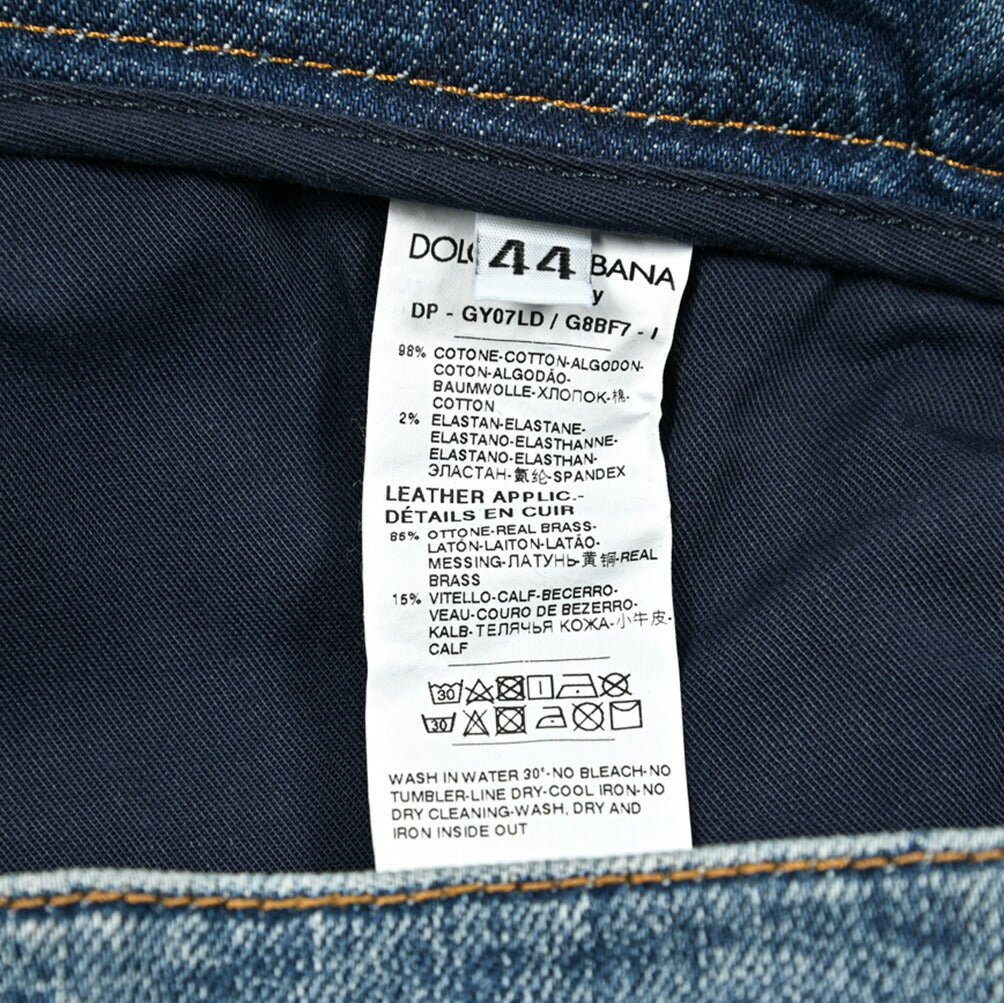 DOL BANA
44
y
DP - GY07LD / G8BF7 - I
98% COTONE-COTTON-ALGODON-
COTON-ALGODÃO-
BAUMWOLLE-ХЛОПОК-棉-
COTTON
2% ELASTAN-ELASTANE-
ELASTANO-ELASTHANNE-
ELASTANO-ELASTHAN-
ЭЛАСТАН-氨纶-SPANDEX
LEATHER APPLIC.-
DÉTAILS EN CUIR
85% OTTONE-REAL BRASS-
LATÓN-LAITON-LATÃO-
MESSING-ЛАТУНЬ-黄铜-REAL
BRASS
15% VITELLO-CALF-BECERRO-
VEAU-COURO DE BEZERRO-
KALB-ТЕЛЯЧЬЯ КОЖА-小牛皮-
CALF
30
30
WASH IN WATER 30°-NO BLEACH-NO
TUMBLER-LINE DRY-COOL IRON-NO
DRY CLEANING-WASH, DRY AND
IRON INSIDE OUT